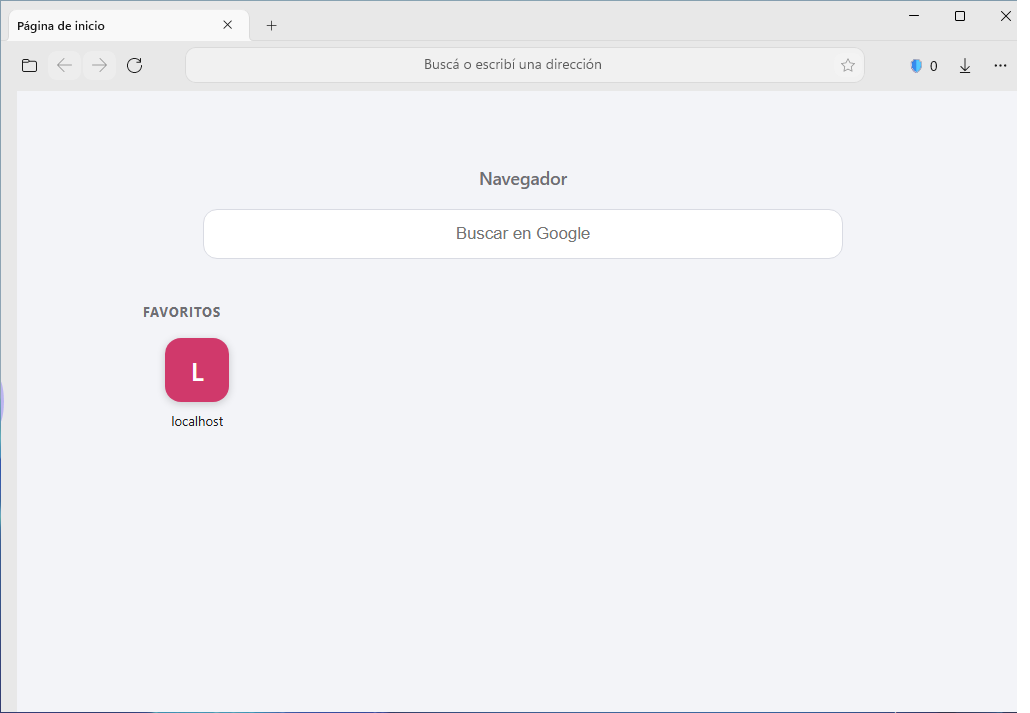 Página de inicio
Buscá o escribí una dirección
0
Navegador
Buscar en Google
FAVORITOS
L
localhost